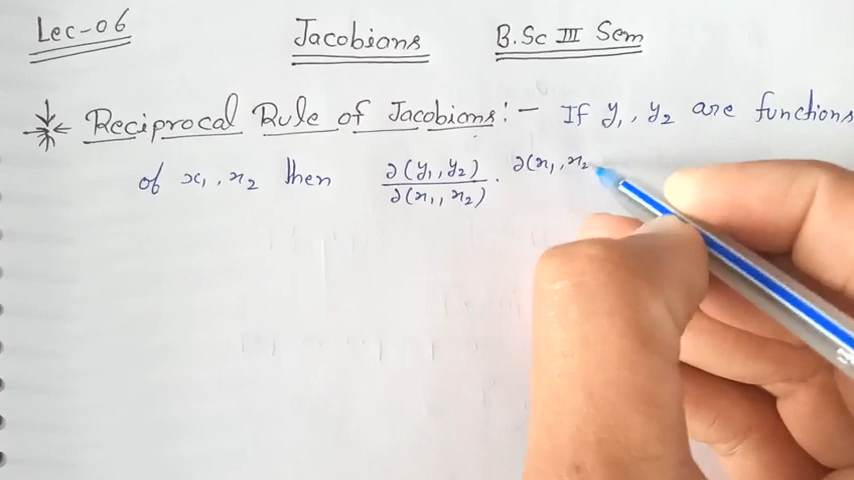 Lec-06 Jacobians B.Sc III Sem
Reciprocal Rule of Jacobians:- If y₁, y₂ are functions
of x₁, x₂ then ∂(y₁, y₂)/∂(x₁, x₂) · ∂(x₁, x₂